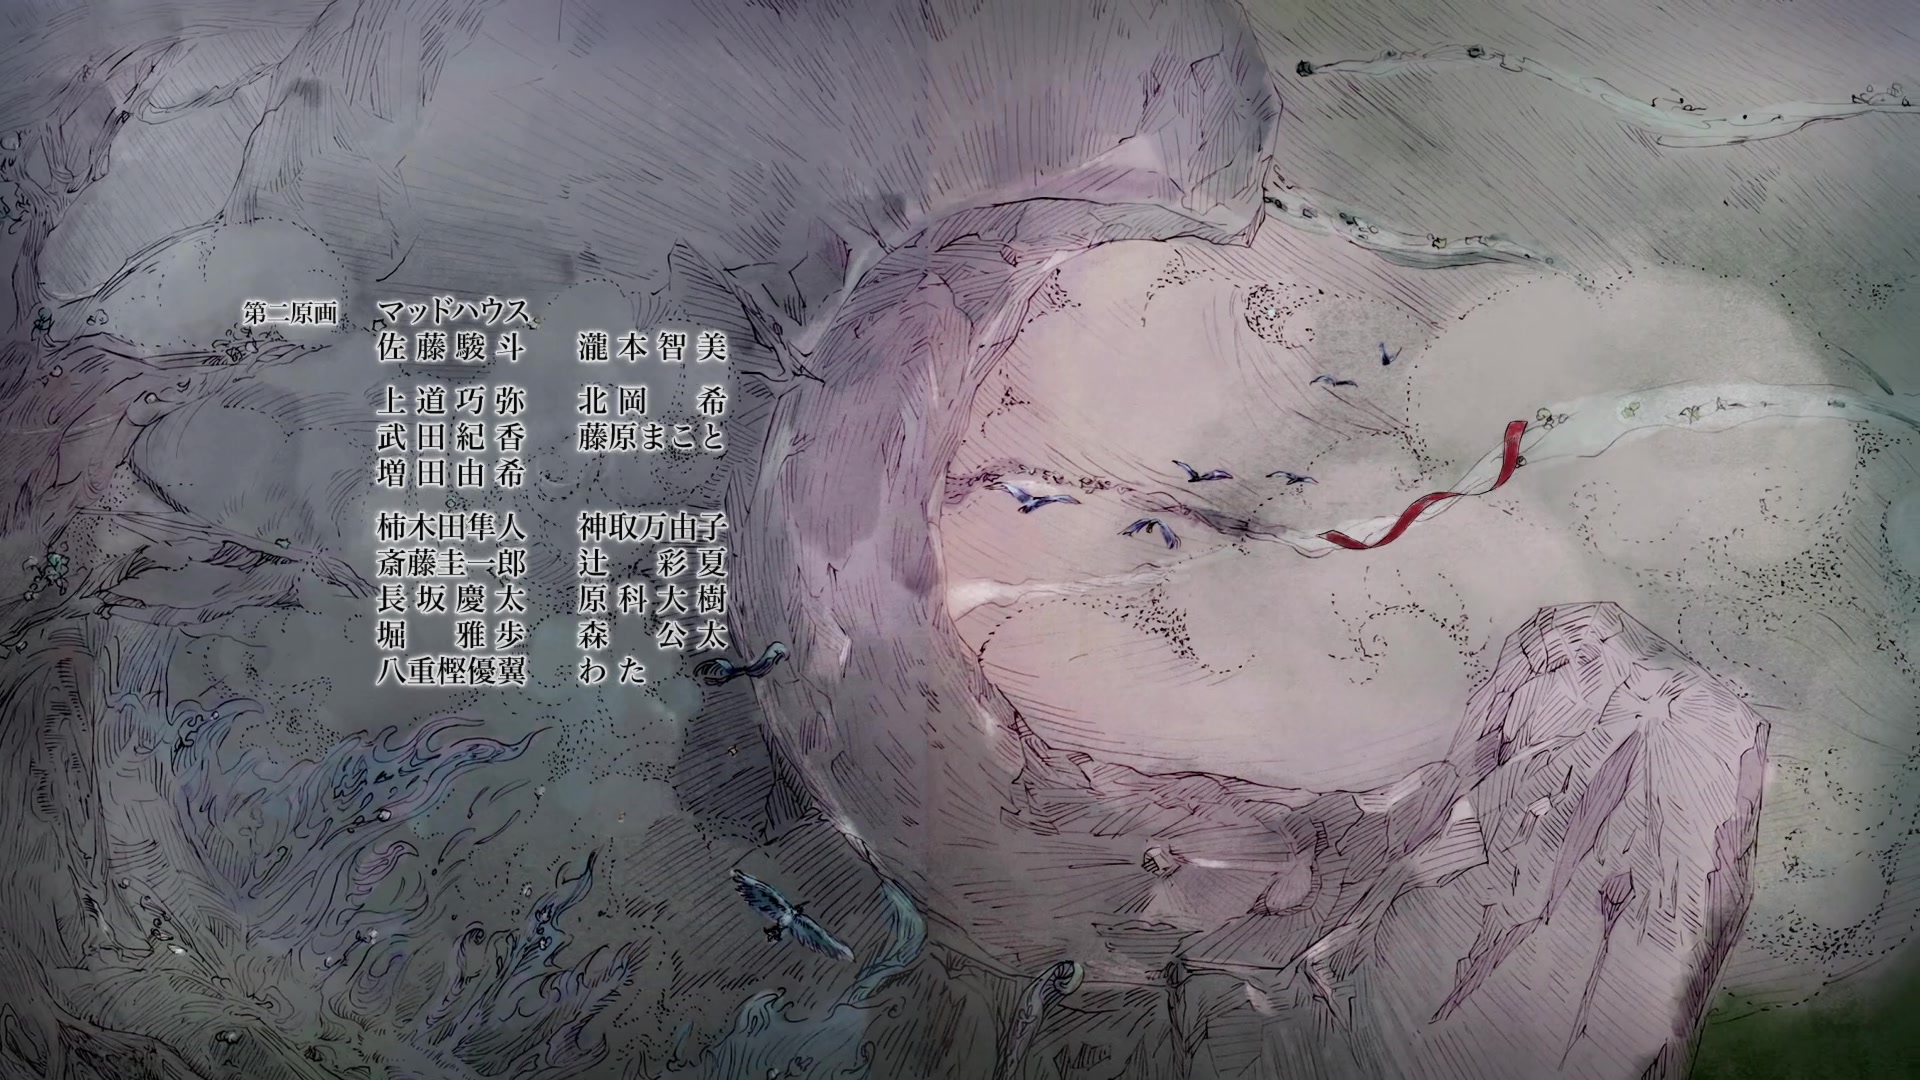 第二原画 マッドハウス
佐藤駿斗 瀧本智美
上道巧弥 北岡 希
武田紀香 藤原まこと
増田由希
柿木田隼人 神取万由子
斎藤圭一郎 辻 彩夏
長坂慶太 原科大樹
堀 雅歩 森 公太
八重樫優翼 わた